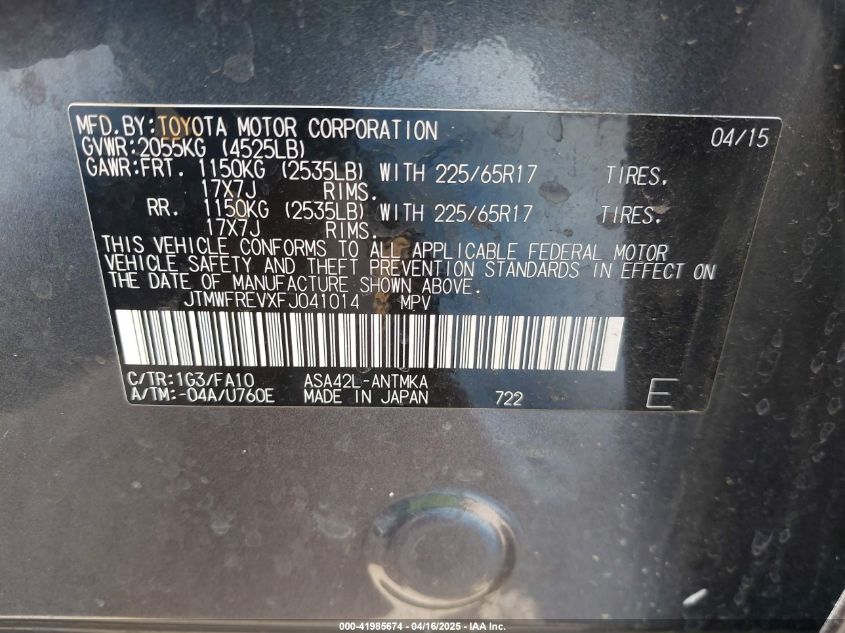 MFD.BY:TOYOTA MOTOR CORPORATION 04/15
GVWR:2055KG (4525LB)
GAWR:FRT. 1150KG (2535LB) WITH 225/65R17 TIRES.
17X7J RIMS.
RR. 1150KG (2535LB) WITH 225/65R17 TIRES.
17X7J RIMS.
THIS VEHICLE CONFORMS TO ALL APPLICABLE FEDERAL MOTOR
VEHICLE SAFETY AND THEFT PREVENTION STANDARDS IN EFFECT ON
THE DATE OF MANUFACTURE SHOWN ABOVE.
JTMWFREVXFJ041014 MPV
C/TR:1G3/FA10 ASA42L-ANTMKA
A/TM:-04A/U760E MADE IN JAPAN 722 E
000-41985674 - 04/16/2025 - IAA Inc.